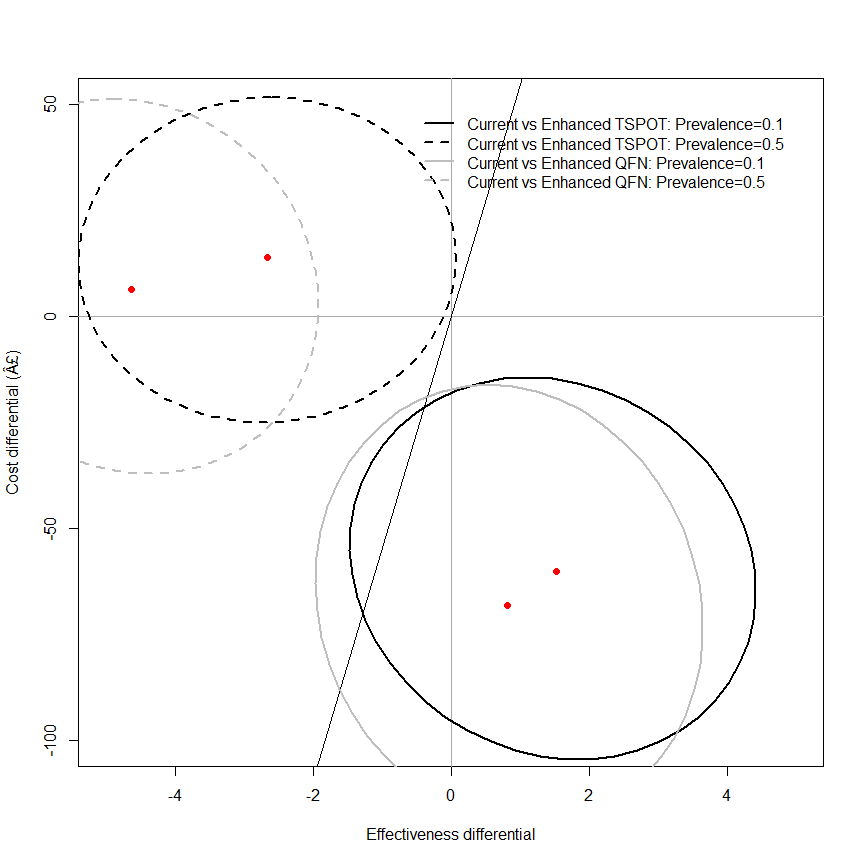 Current vs Enhanced TSPOT: Prevalence=0.1
Current vs Enhanced TSPOT: Prevalence=0.5
Current vs Enhanced QFN: Prevalence=0.1
Current vs Enhanced QFN: Prevalence=0.5
Cost differential (Â£)
50
0
-50
-100
-4
-2
0
2
4
Effectiveness differential